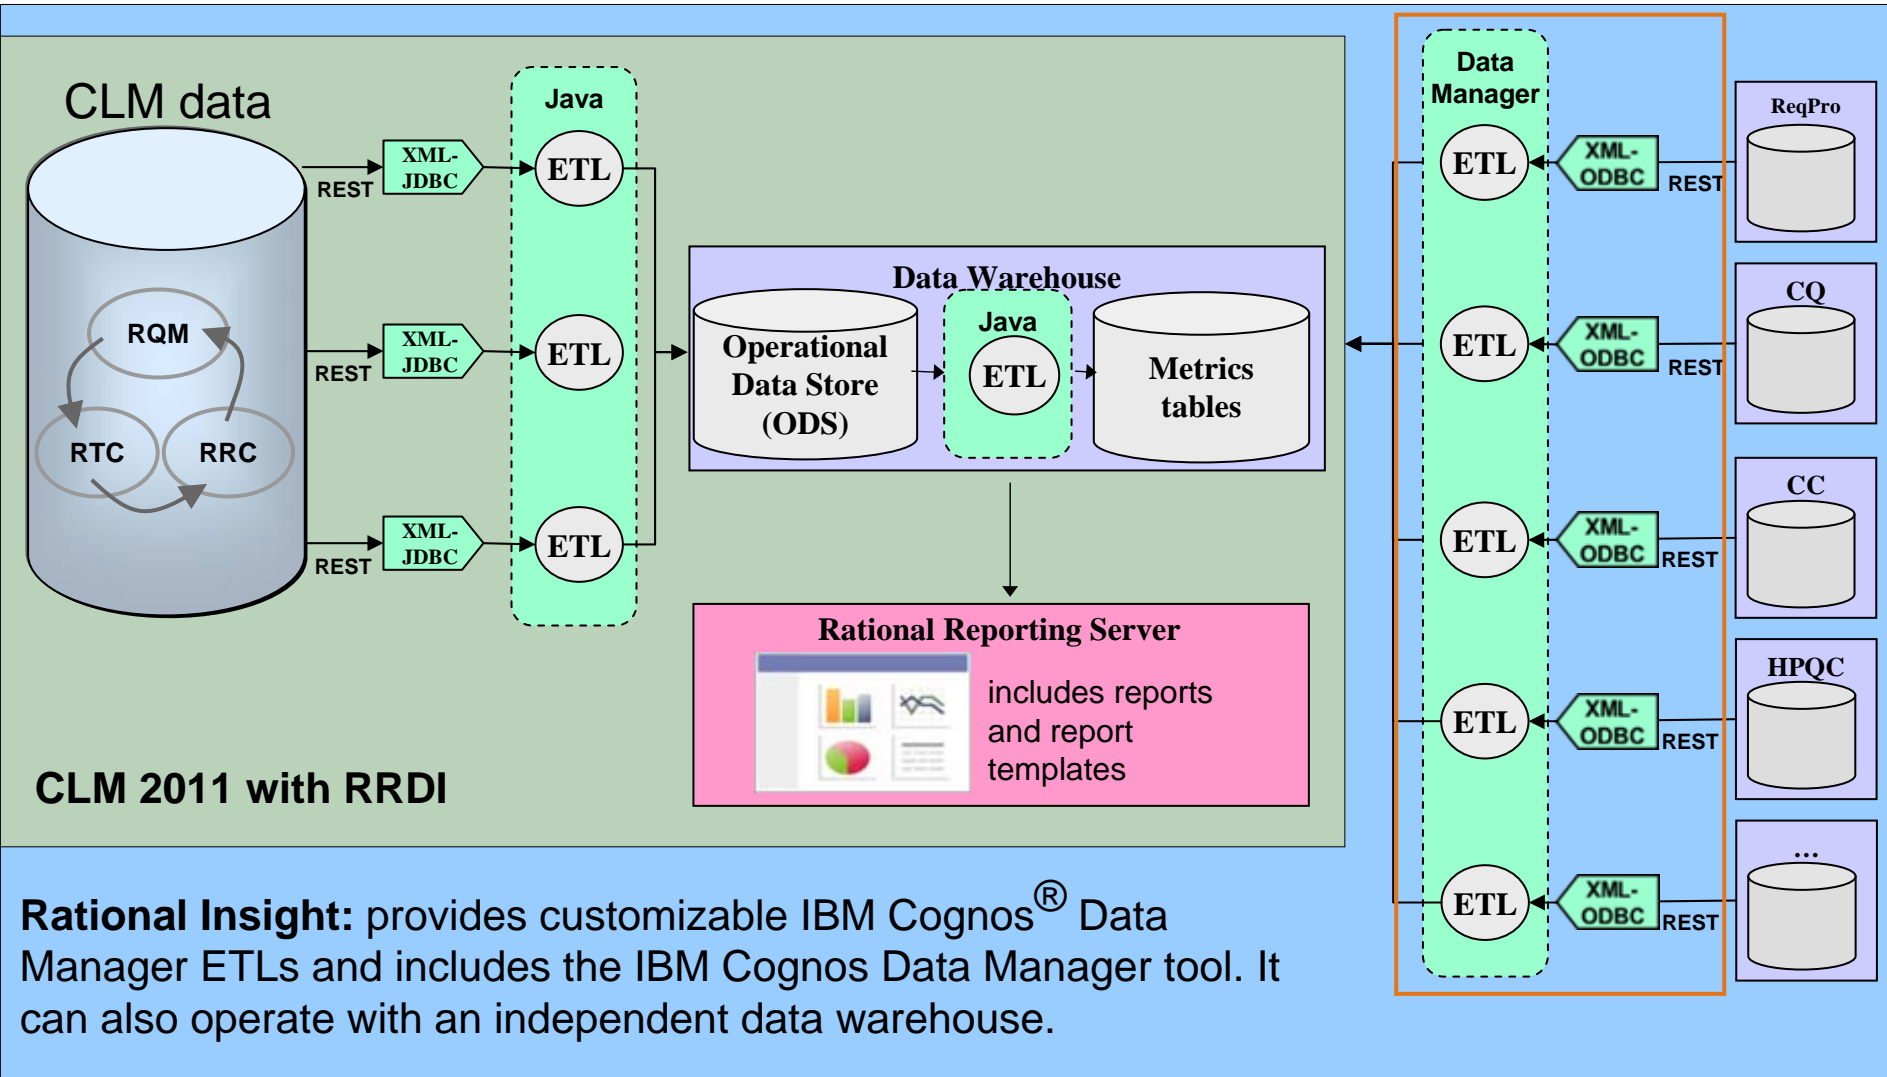 CLM data
RQM
RTC
RRC
REST
XML-
JDBC
REST
XML-
JDBC
REST
XML-
JDBC
Java
ETL
ETL
ETL
Data Warehouse
Operational
Data Store
(ODS)
Java
ETL
Metrics
tables
Rational Reporting Server
includes reports
and report
templates
CLM 2011 with RRDI
Data
Manager
ETL
XML-
ODBC
REST
ReqPro
ETL
XML-
ODBC
REST
CQ
ETL
XML-
ODBC
REST
CC
ETL
XML-
ODBC
REST
HPQC
ETL
XML-
ODBC
REST
...
Rational Insight: provides customizable IBM Cognos® Data
Manager ETLs and includes the IBM Cognos Data Manager tool. It
can also operate with an independent data warehouse.